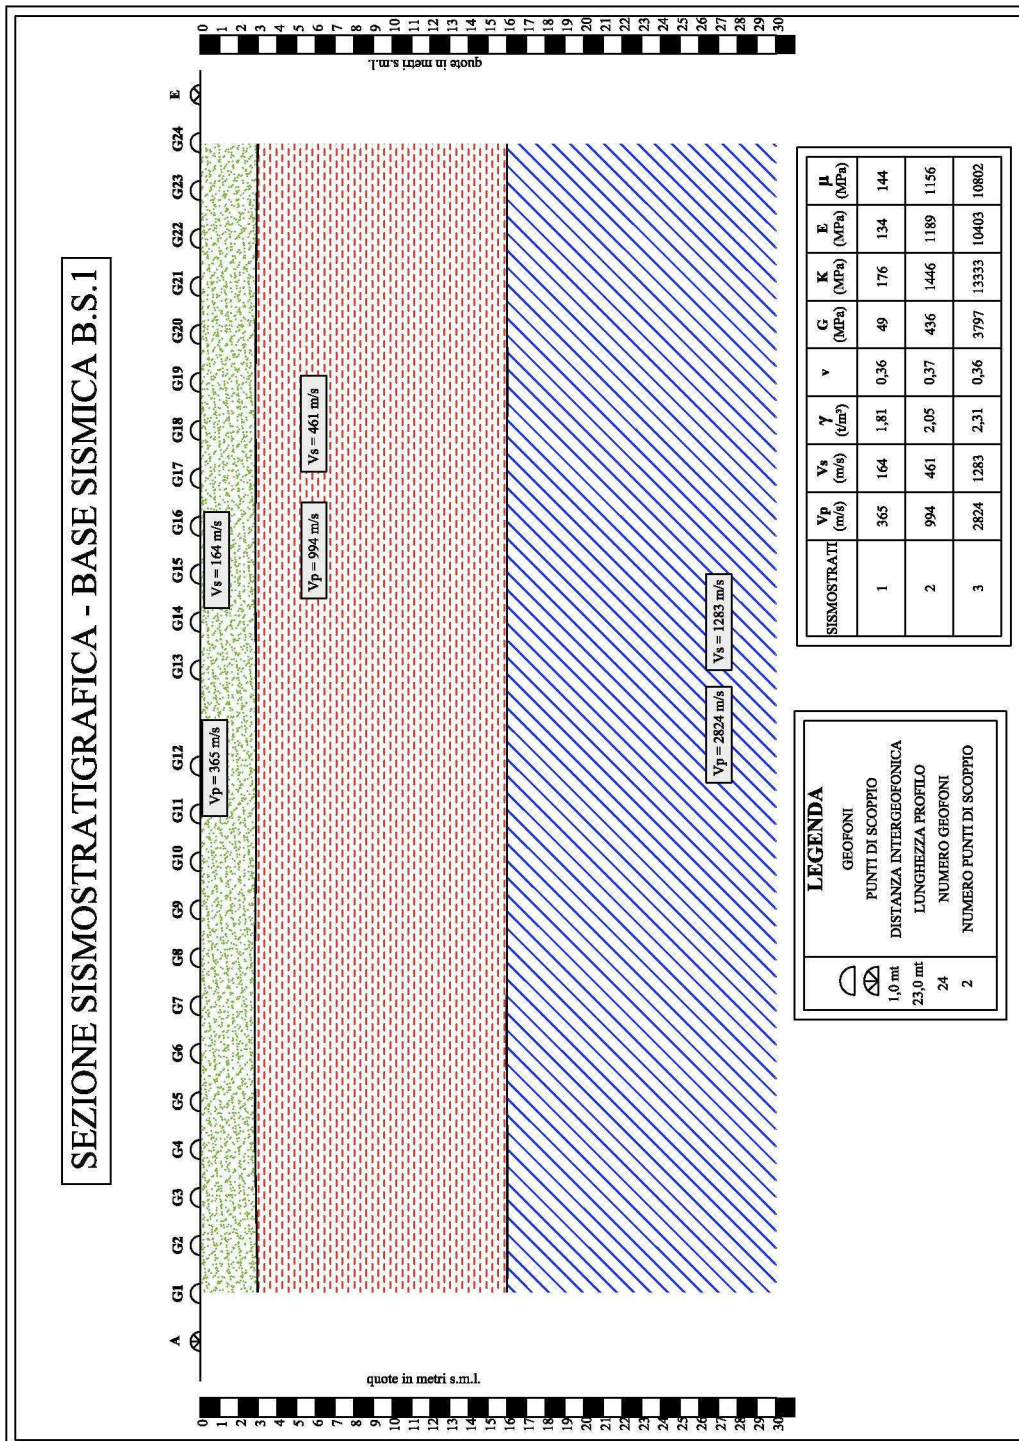 SEZIONE SISMOSTRATIGRAFICA - BASE SISMICA B.S.1
A G1 G2 G3 G4 G5 G6 G7 G8 G9 G10 G11 G12 G13 G14 G15 G16 G17 G18 G19 G20 G21 G22 G23 G24 E
0
1
2
3
4
5
6
7
8
9
10
11
12
13
14
15
16
17
18
19
20
21
22
23
24
25
26
27
28
29
30
quote in metri s.m.l.
Vp = 365 m/s
Vs = 164 m/s
Vp = 994 m/s
Vs = 461 m/s
Vp = 2824 m/s
Vs = 1283 m/s
quote in metri s.m.l.
0
1
2
3
4
5
6
7
8
9
10
11
12
13
14
15
16
17
18
19
20
21
22
23
24
25
26
27
28
29
30
LEGENDA
GEOFONI
PUNTI DI SCOPPIO
1,0 mt DISTANZA INTERGEOFONICA
23,0 mt LUNGHEZZA PROFILO
24 NUMERO GEOFONI
2 NUMERO PUNTI DI SCOPPIO
SISMOSTRATI Vp (m/s) Vs (m/s) γ (t/m³) ν G (MPa) K (MPa) E (MPa) μ (MPa)
1 365 164 1,81 0,36 49 176 134 144
2 994 461 2,05 0,37 436 1446 1189 1156
3 2824 1283 2,31 0,36 3797 13333 10403 10802